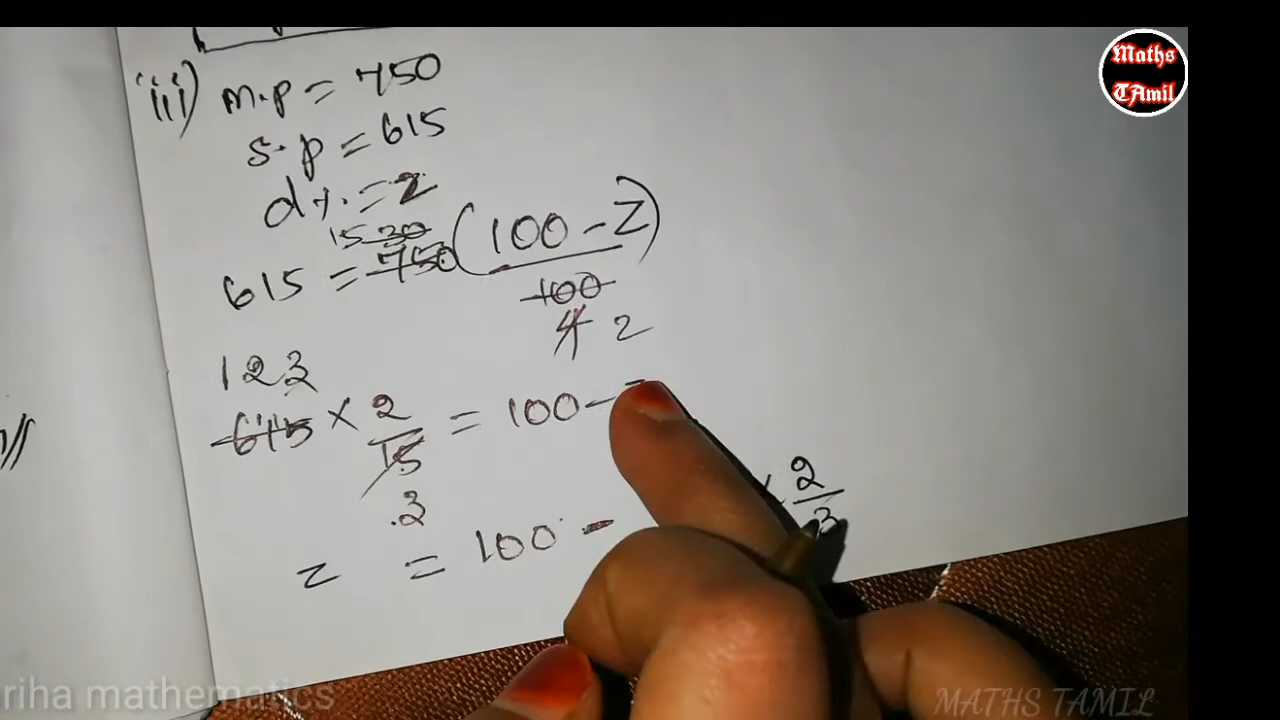 Maths
TAmil
iii) m.p = 750
s.p = 615
d%. = z
15 30
615 = 750 (100 - Z)
100
4 2
123
615 × 2 = 100 -
15
.3
z = 100 -
2
3
riha mathematics
MATHS TAMIL